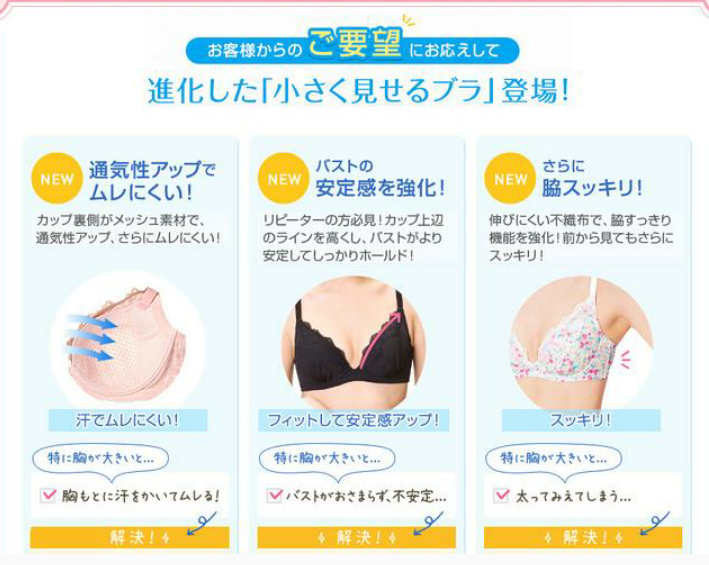 お客様からのご要望にお応えして
進化した「小さく見せるブラ」登場!
NEW
通気性アップで
ムレにくい!
カップ裏側がメッシュ素材で、
通気性アップ、さらにムレにくい!
汗でムレにくい!
特に胸が大きいと…
胸もとに汗をかいてムレる!
解決!
NEW
バストの
安定感を強化!
リピーターの方必見!カップ上辺
のラインを高くし、バストがより
安定してしっかりホールド!
フィットして安定感アップ!
特に胸が大きいと…
バストがおさまらず、不安定…
解決!
NEW
さらに
脇スッキリ!
伸びにくい不織布で、脇すっきり
機能を強化!前から見てもさらに
スッキリ!
スッキリ!
特に胸が大きいと…
太ってみえてしまう…
解決!